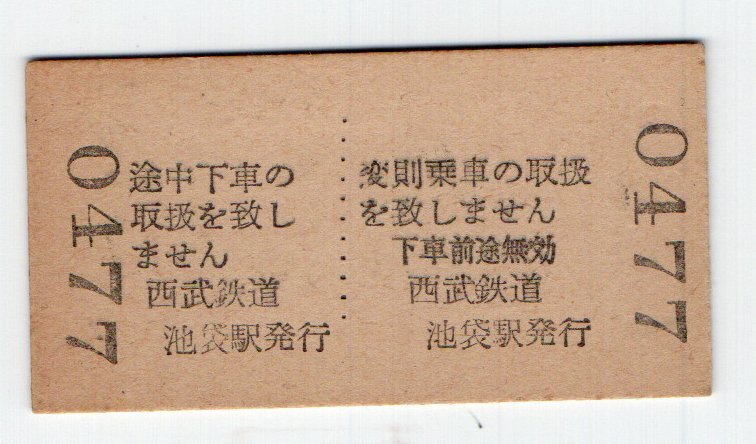 0477
途中下車の
取扱を致し
ません
西武鉄道
池袋駅発行
変則乗車の取扱
を致しません
下車前途無効
西武鉄道
池袋駅発行
0477